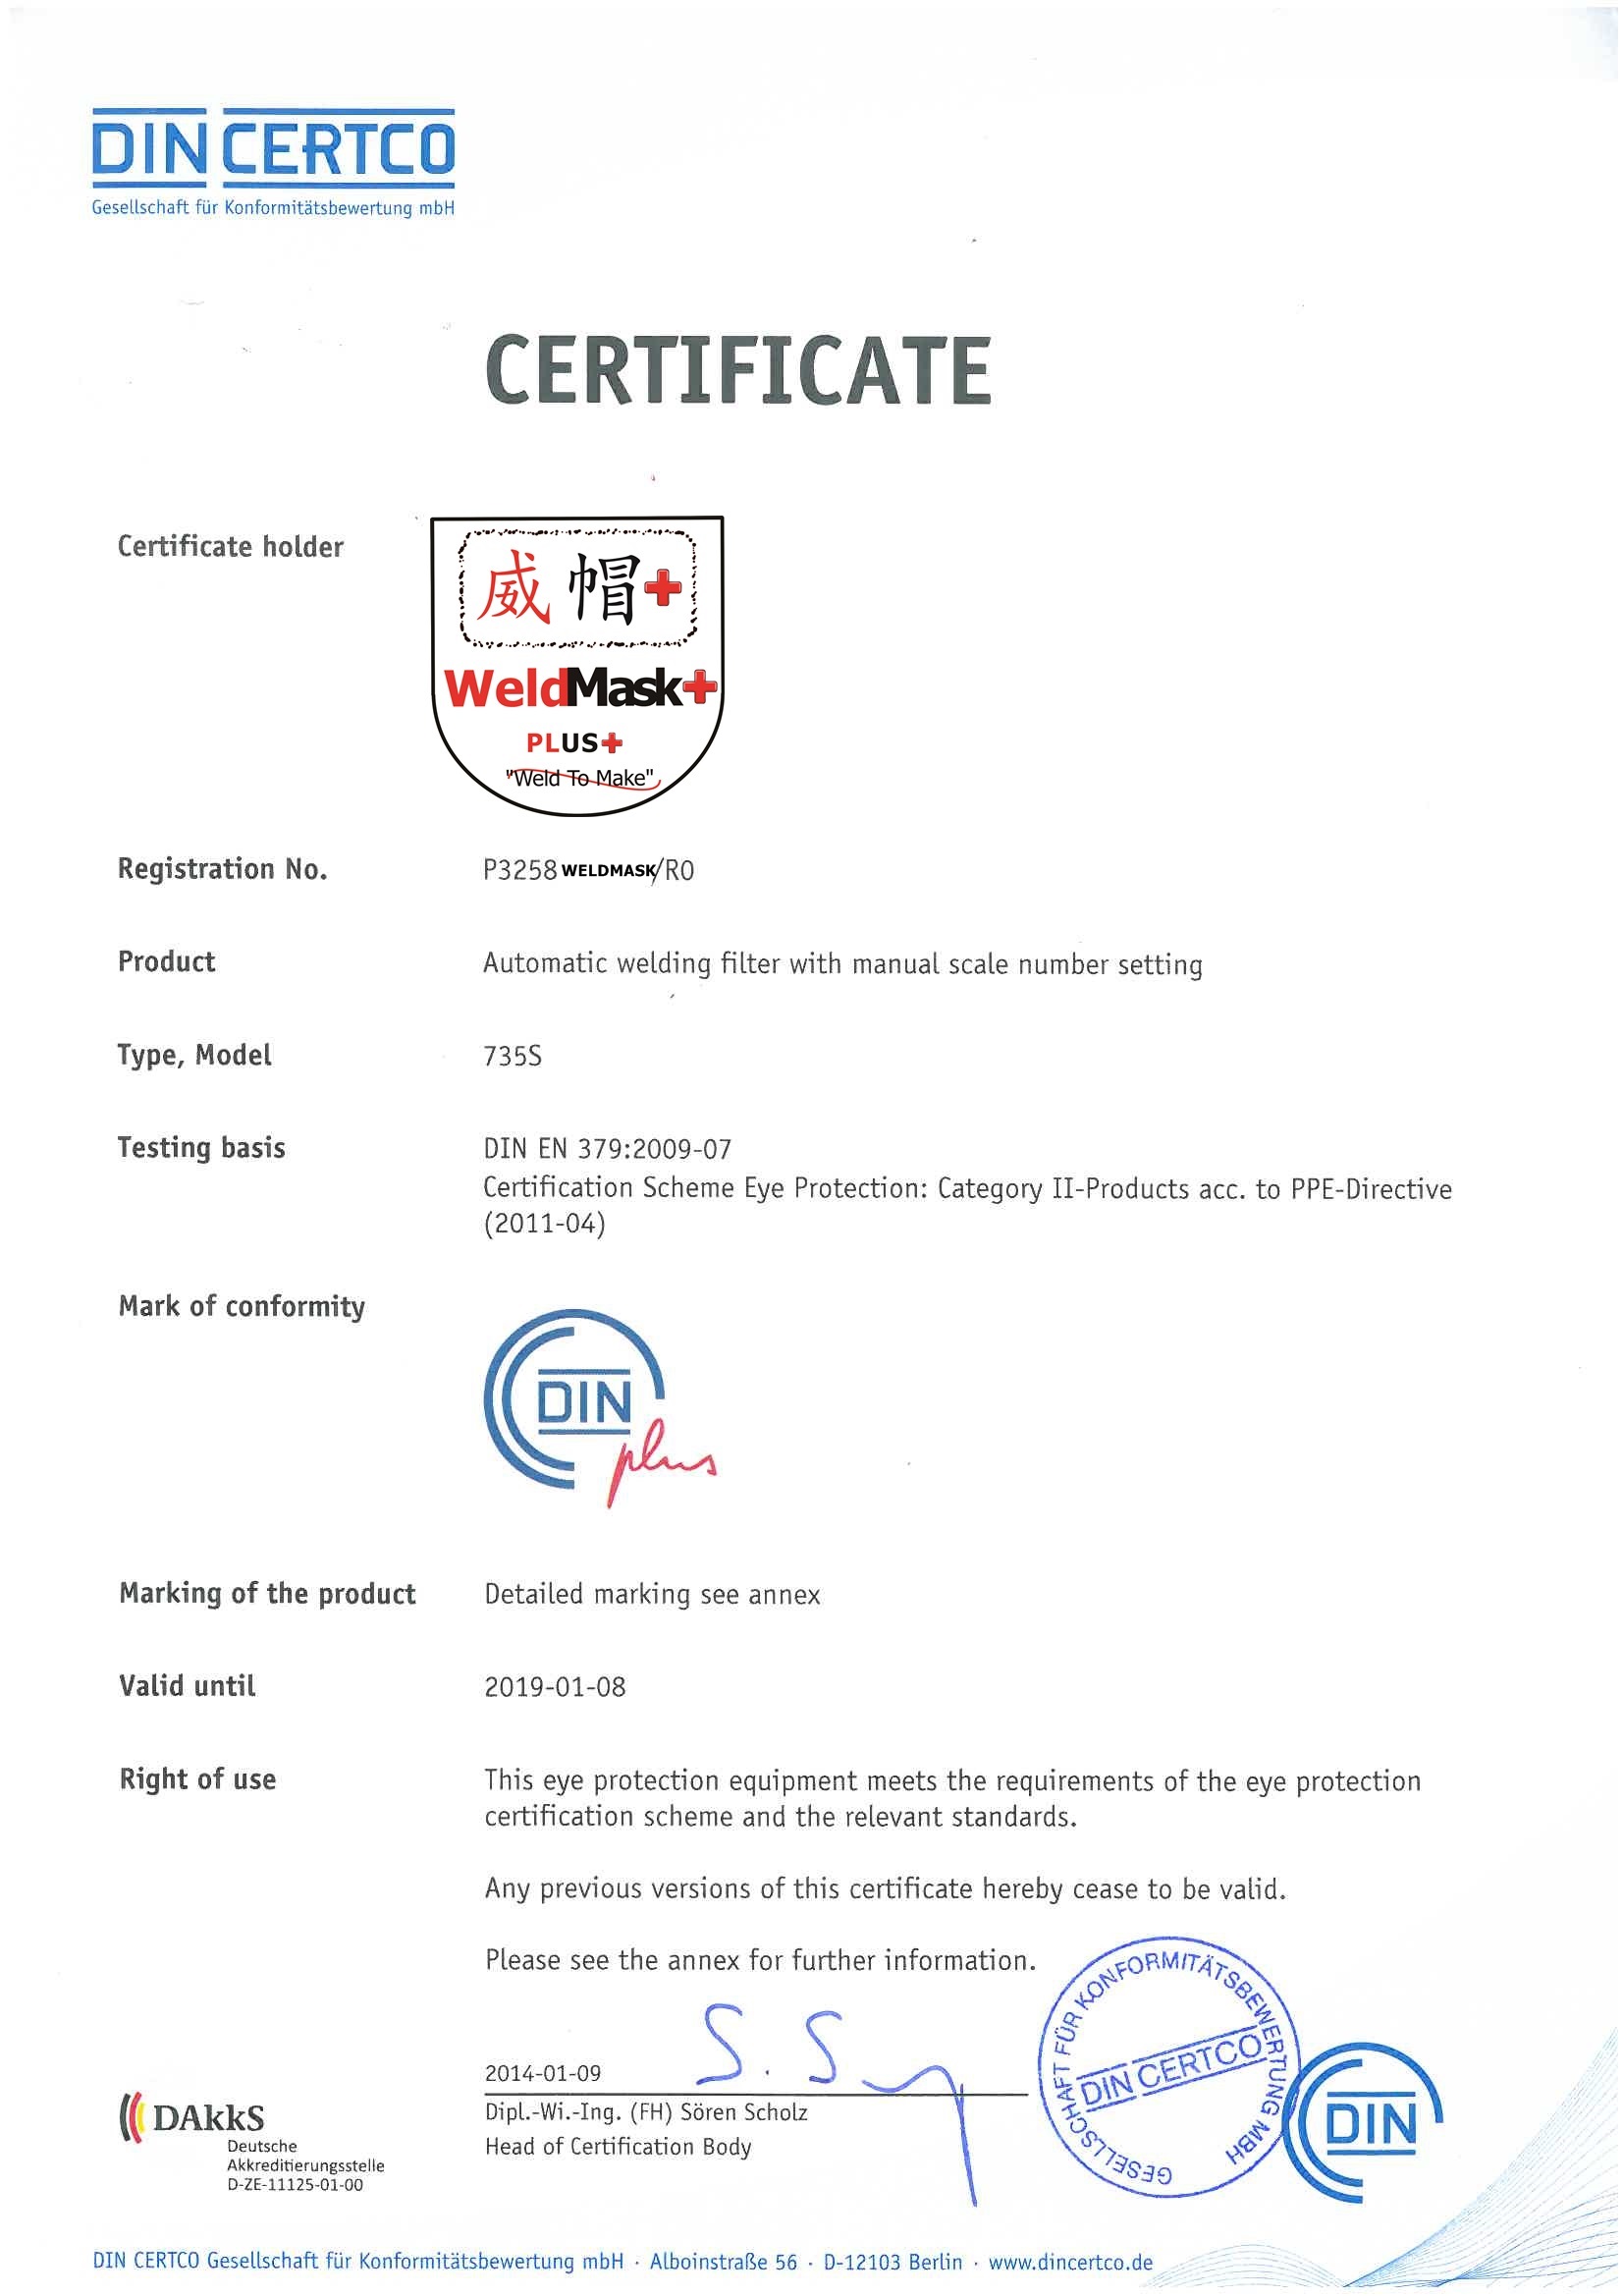 DIN CERTCO
Gesellschaft für Konformitätsbewertung mbH
CERTIFICATE
Certificate holder
威帽+
WeldMask+
PLUS+
"Weld To Make"
Registration No.
P3258 WELDMASK/R0
Product
Automatic welding filter with manual scale number setting
Type, Model
735S
Testing basis
DIN EN 379:2009-07
Certification Scheme Eye Protection: Category II-Products acc. to PPE-Directive
(2011-04)
Mark of conformity
DIN
plus
Marking of the product
Detailed marking see annex
Valid until
2019-01-08
Right of use
This eye protection equipment meets the requirements of the eye protection
certification scheme and the relevant standards.
Any previous versions of this certificate hereby cease to be valid.
Please see the annex for further information.
2014-01-09
Dipl.-Wi.-Ing. (FH) Sören Scholz
Head of Certification Body
GESELLSCHAFT FÜR KONFORMITÄTSBEWERTUNG MBH
DIN CERTCO
DIN
DAkkS
Deutsche
Akkreditierungsstelle
D-ZE-11125-01-00
DIN CERTCO Gesellschaft für Konformitätsbewertung mbH · Alboinstraße 56 · D-12103 Berlin · www.dincertco.de